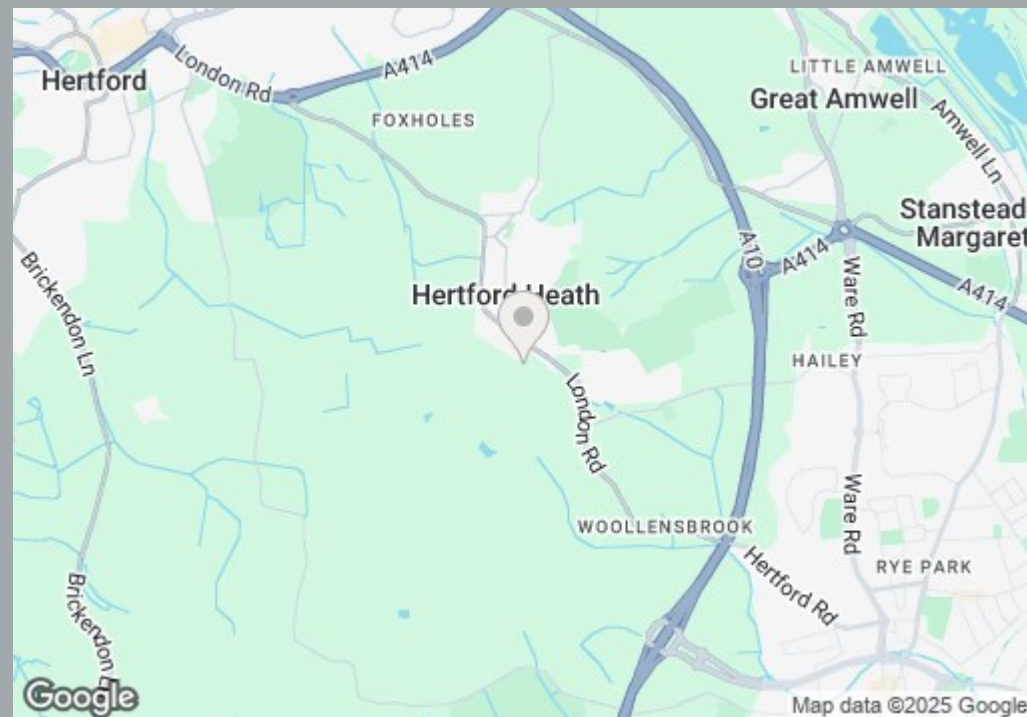 Hertford
London Rd
A414
FOXHOLES
LITTLE AMWELL
Great Amwell
Amwell Ln
Stanstead
Margaret
A10
A414
A414
Ware Rd
Brickendon Ln
Hertford Heath
London Rd
HAILEY
Ware Rd
WOOLLENSBROOK
Hertford Rd
RYE PARK
Brickendon L
Google
Map data ©2025 Google